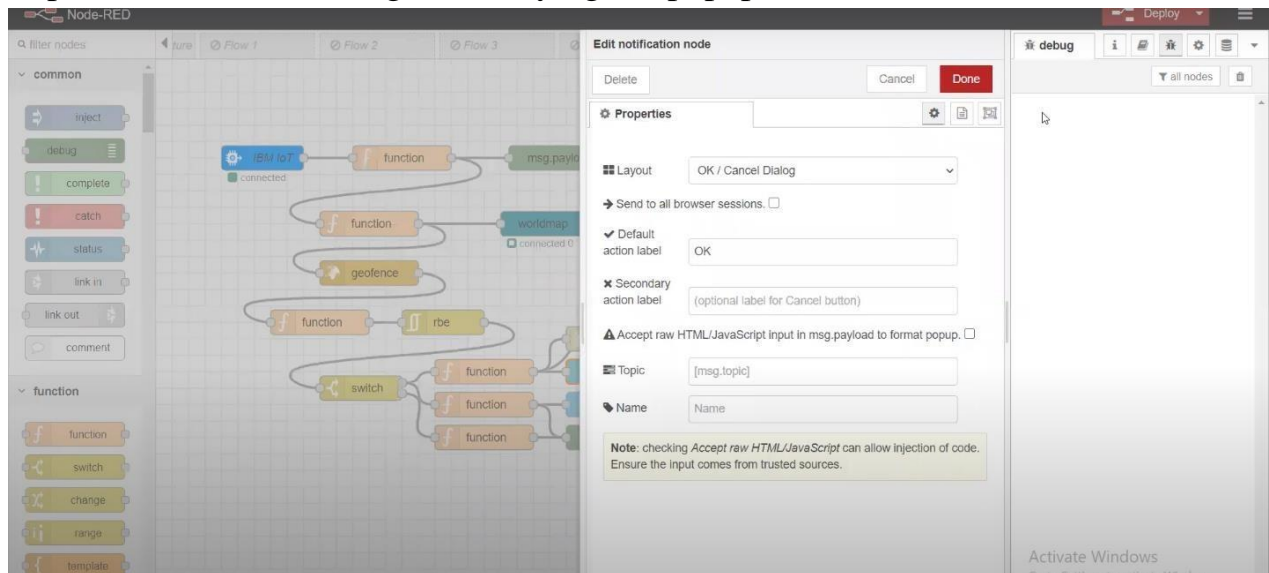 Node-RED
Deploy
filter nodes
ture
Flow 1
Flow 2
Flow 3
Edit notification node
debug
i
common
Delete
Cancel
Done
all nodes
inject
Properties
debug
IBM IoT
function
msg.paylo
connected
complete
Layout
OK / Cancel Dialog
catch
Send to all browser sessions.
function
worldmap
connected 0
status
Default
action label
OK
link in
geofence
Secondary
action label
(optional label for Cancel button)
link out
function
rbe
Accept raw HTML/JavaScript input in msg.payload to format popup.
comment
Topic
[msg.topic]
function
function
switch
Name
Name
function
function
function
Note: checking Accept raw HTML/JavaScript can allow injection of code.
Ensure the input comes from trusted sources.
switch
change
range
template
Activate Windows